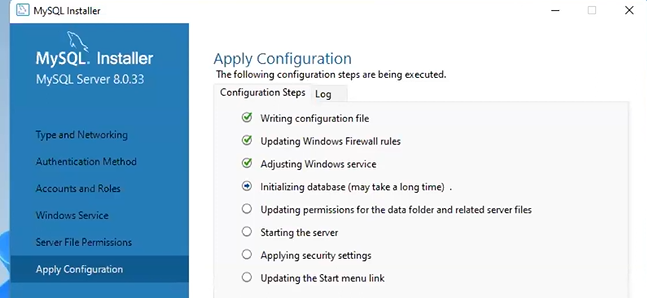 MySQL Installer
MySQL. Installer
MySQL Server 8.0.33
Type and Networking
Authentication Method
Accounts and Roles
Windows Service
Server File Permissions
Apply Configuration
Apply Configuration
The following configuration steps are being executed.
Configuration Steps Log
Writing configuration file
Updating Windows Firewall rules
Adjusting Windows service
Initializing database (may take a long time) .
Updating permissions for the data folder and related server files
Starting the server
Applying security settings
Updating the Start menu link